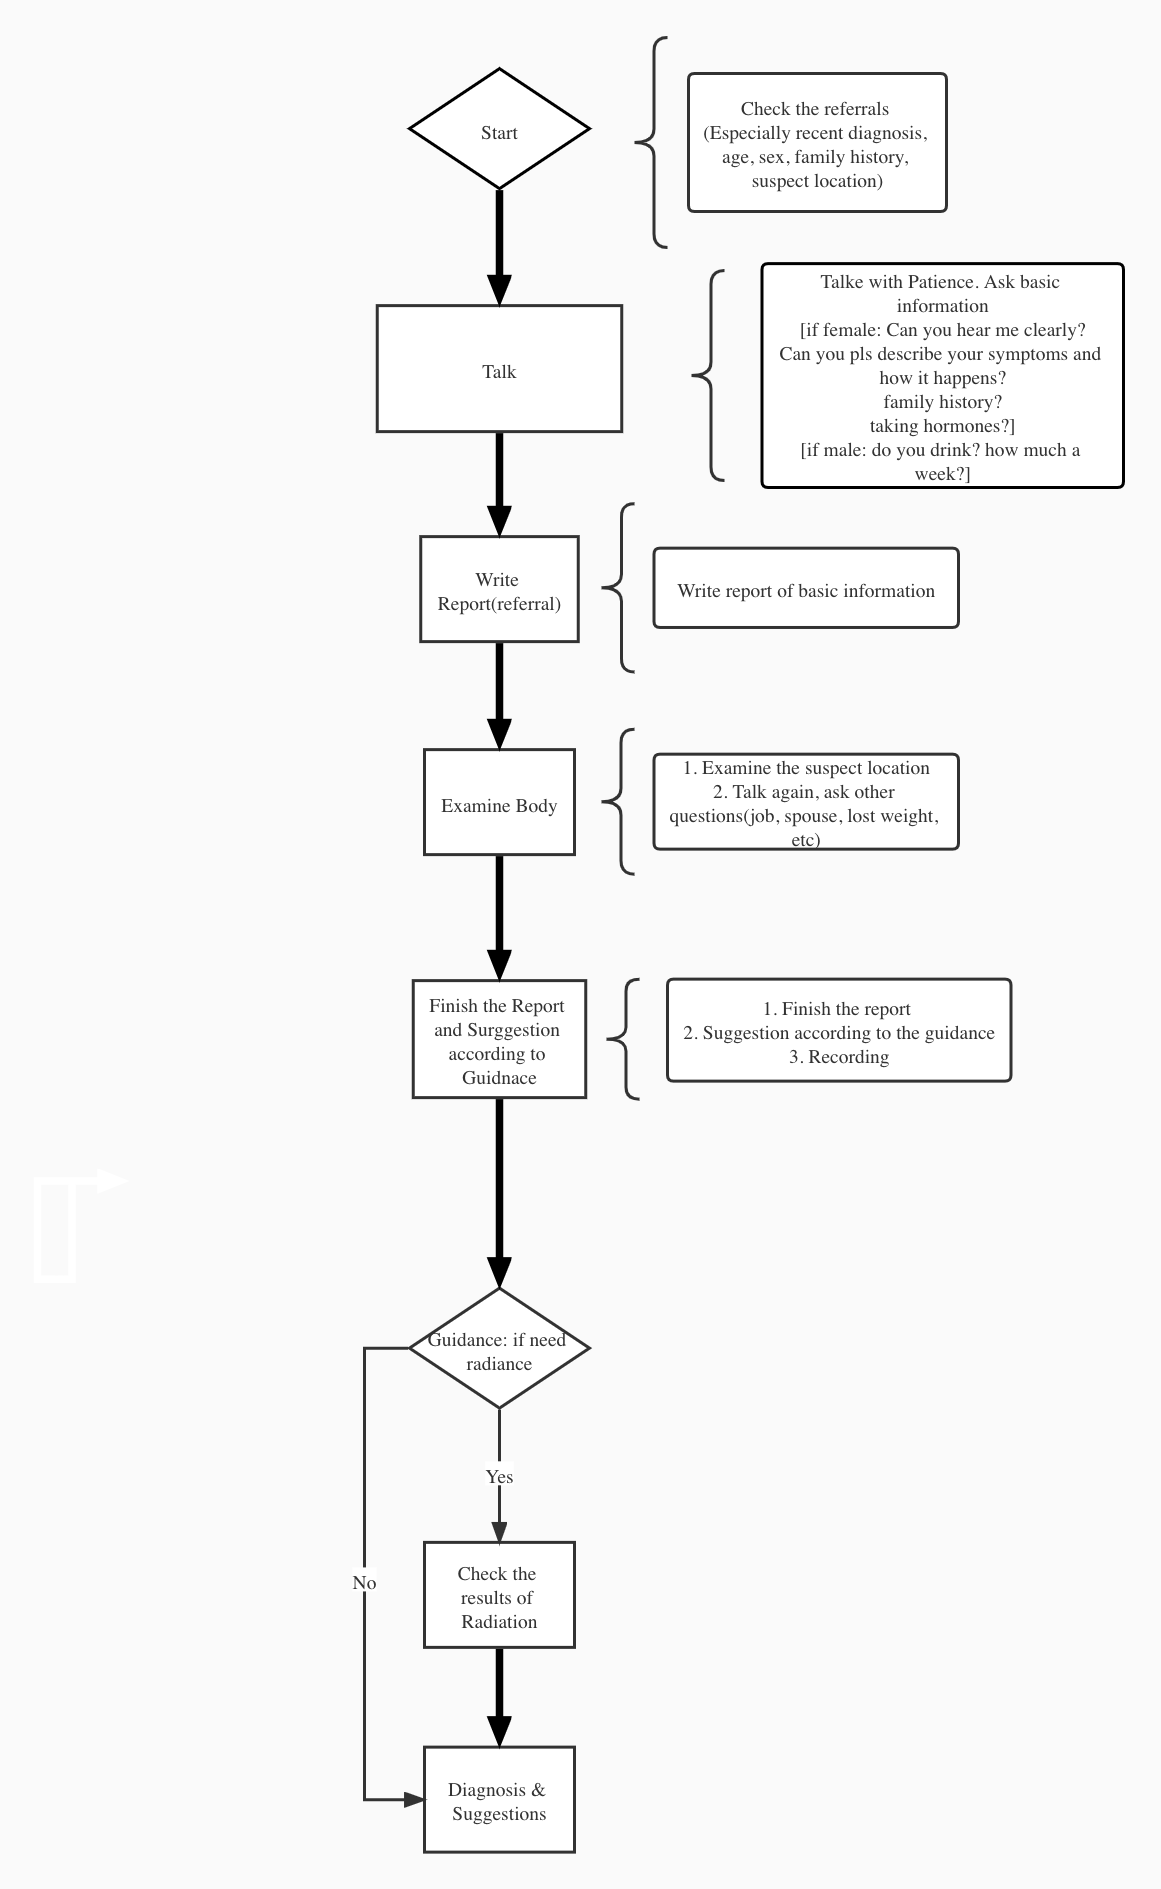 Start
Check the referrals
(Especially recent diagnosis,
age, sex, family history,
suspect location)
Talk
Talke with Patience. Ask basic
information
[if female: Can you hear me clearly?
Can you pls describe your symptoms and
how it happens?
family history?
taking hormones?]
[if male: do you drink? how much a
week?]
Write
Report(referral)
Write report of basic information
Examine Body
1. Examine the suspect location
2. Talk again, ask other
questions(job, spouse, lost weight,
etc)
Finish the Report
and Surggestion
according to
Guidnace
1. Finish the report
2. Suggestion according to the guidance
3. Recording
Guidance: if need
radiance
Yes
No
Check the
results of
Radiation
Diagnosis &
Suggestions